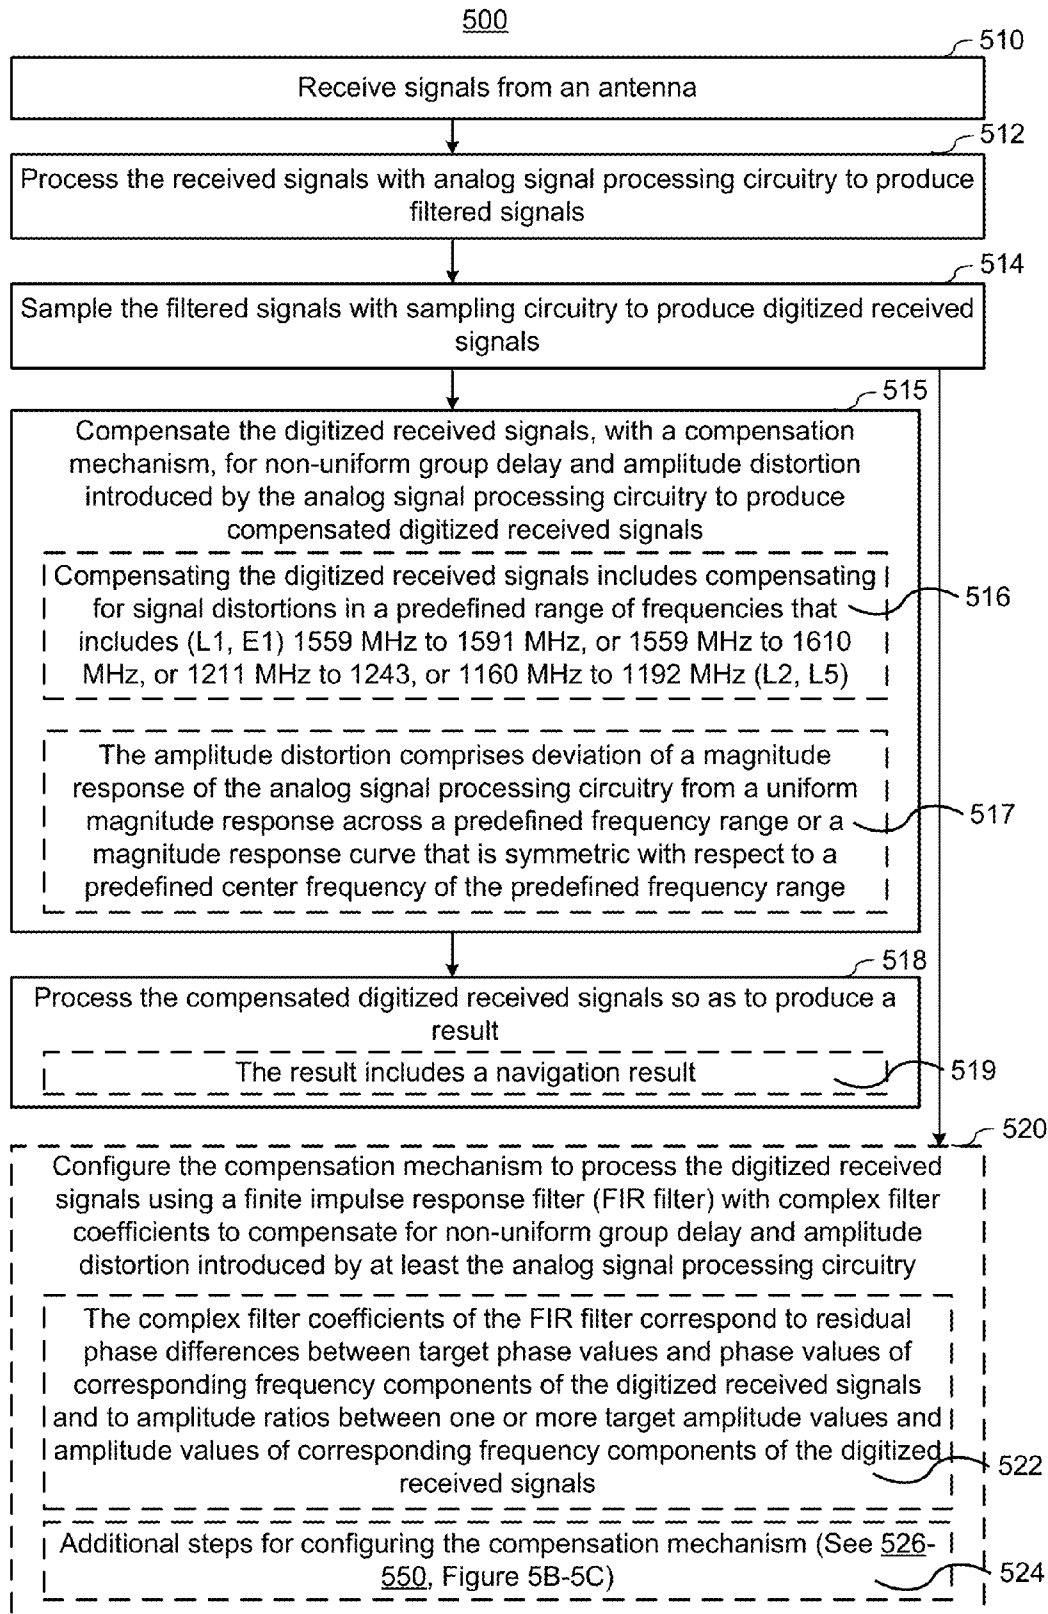 500
510
Receive signals from an antenna
512
Process the received signals with analog signal processing circuitry to produce
filtered signals
514
Sample the filtered signals with sampling circuitry to produce digitized received
signals
515
Compensate the digitized received signals, with a compensation
mechanism, for non-uniform group delay and amplitude distortion
introduced by the analog signal processing circuitry to produce
compensated digitized received signals
Compensating the digitized received signals includes compensating
for signal distortions in a predefined range of frequencies that
includes (L1, E1) 1559 MHz to 1591 MHz, or 1559 MHz to 1610
MHz, or 1211 MHz to 1243, or 1160 MHz to 1192 MHz (L2, L5)
516
The amplitude distortion comprises deviation of a magnitude
response of the analog signal processing circuitry from a uniform
magnitude response across a predefined frequency range or a
magnitude response curve that is symmetric with respect to a
predefined center frequency of the predefined frequency range
517
518
Process the compensated digitized received signals so as to produce a
result
The result includes a navigation result
519
520
Configure the compensation mechanism to process the digitized received
signals using a finite impulse response filter (FIR filter) with complex filter
coefficients to compensate for non-uniform group delay and amplitude
distortion introduced by at least the analog signal processing circuitry
The complex filter coefficients of the FIR filter correspond to residual
phase differences between target phase values and phase values of
corresponding frequency components of the digitized received signals
and to amplitude ratios between one or more target amplitude values and
amplitude values of corresponding frequency components of the digitized
received signals
522
Additional steps for configuring the compensation mechanism (See 526-
550, Figure 5B-5C)
524